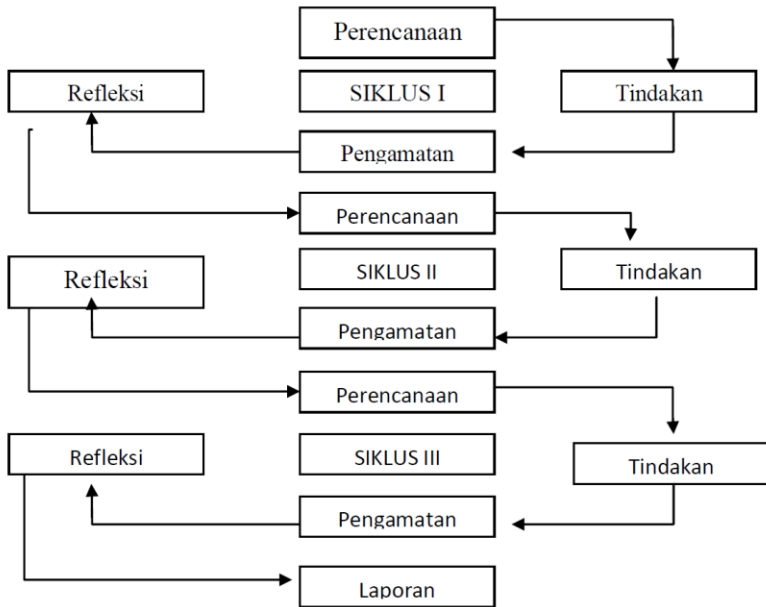 Perencanaan
Refleksi
SIKLUS I
Tindakan
Pengamatan
Perencanaan
Refleksi
SIKLUS II
Tindakan
Pengamatan
Perencanaan
Refleksi
SIKLUS III
Tindakan
Pengamatan
Laporan